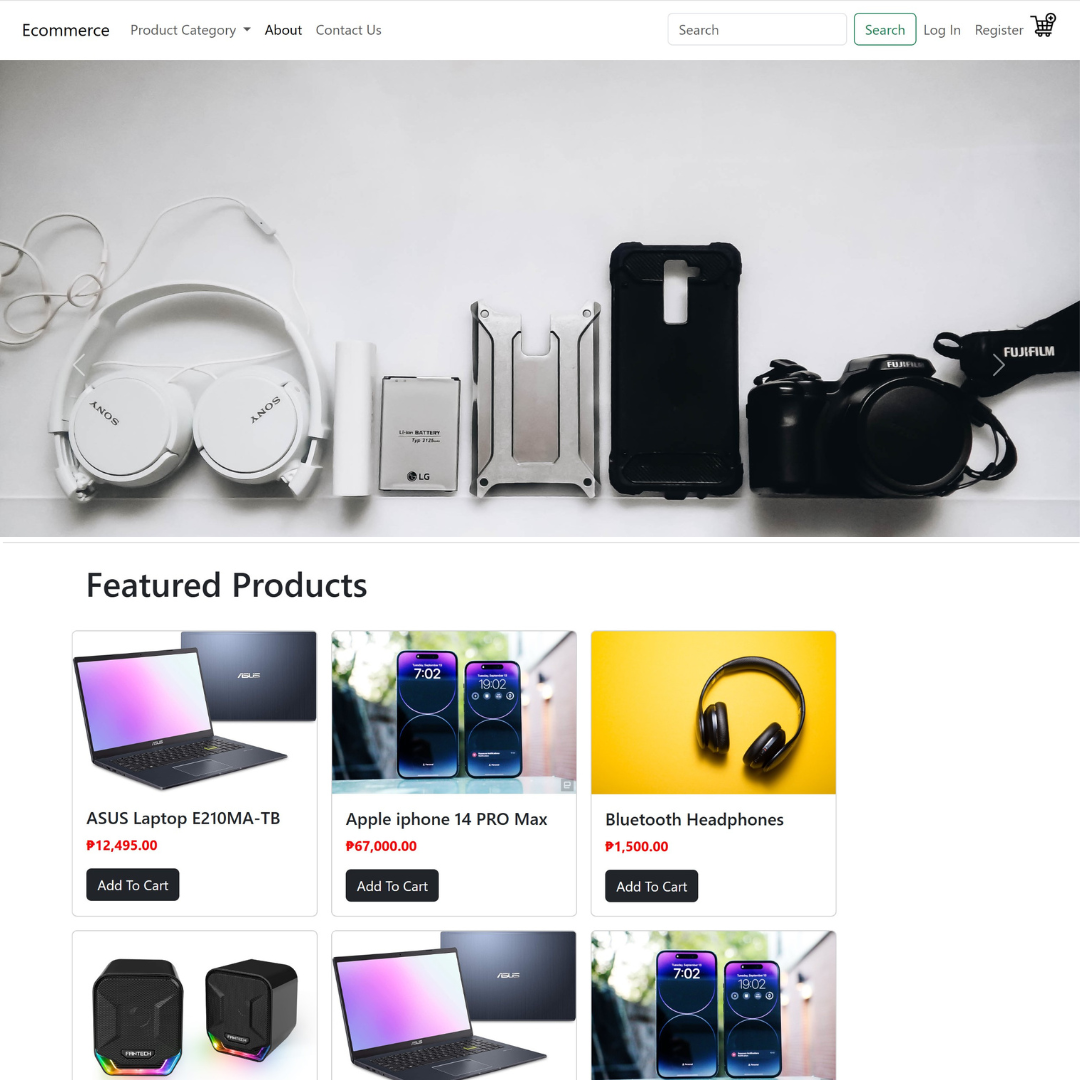 Ecommerce Product Category About Contact Us Search Search Log In Register
FUJIFILM
FUJIFILM
SONY SONY
Li-ion BATTERY
LG
Featured Products
ASUS
7:02
19:02
ASUS Laptop E210MA-TB
₱12,495.00
Add To Cart
Apple iphone 14 PRO Max
₱67,000.00
Add To Cart
Bluetooth Headphones
₱1,500.00
Add To Cart
FANTECH
ASUS
7:02
19:02